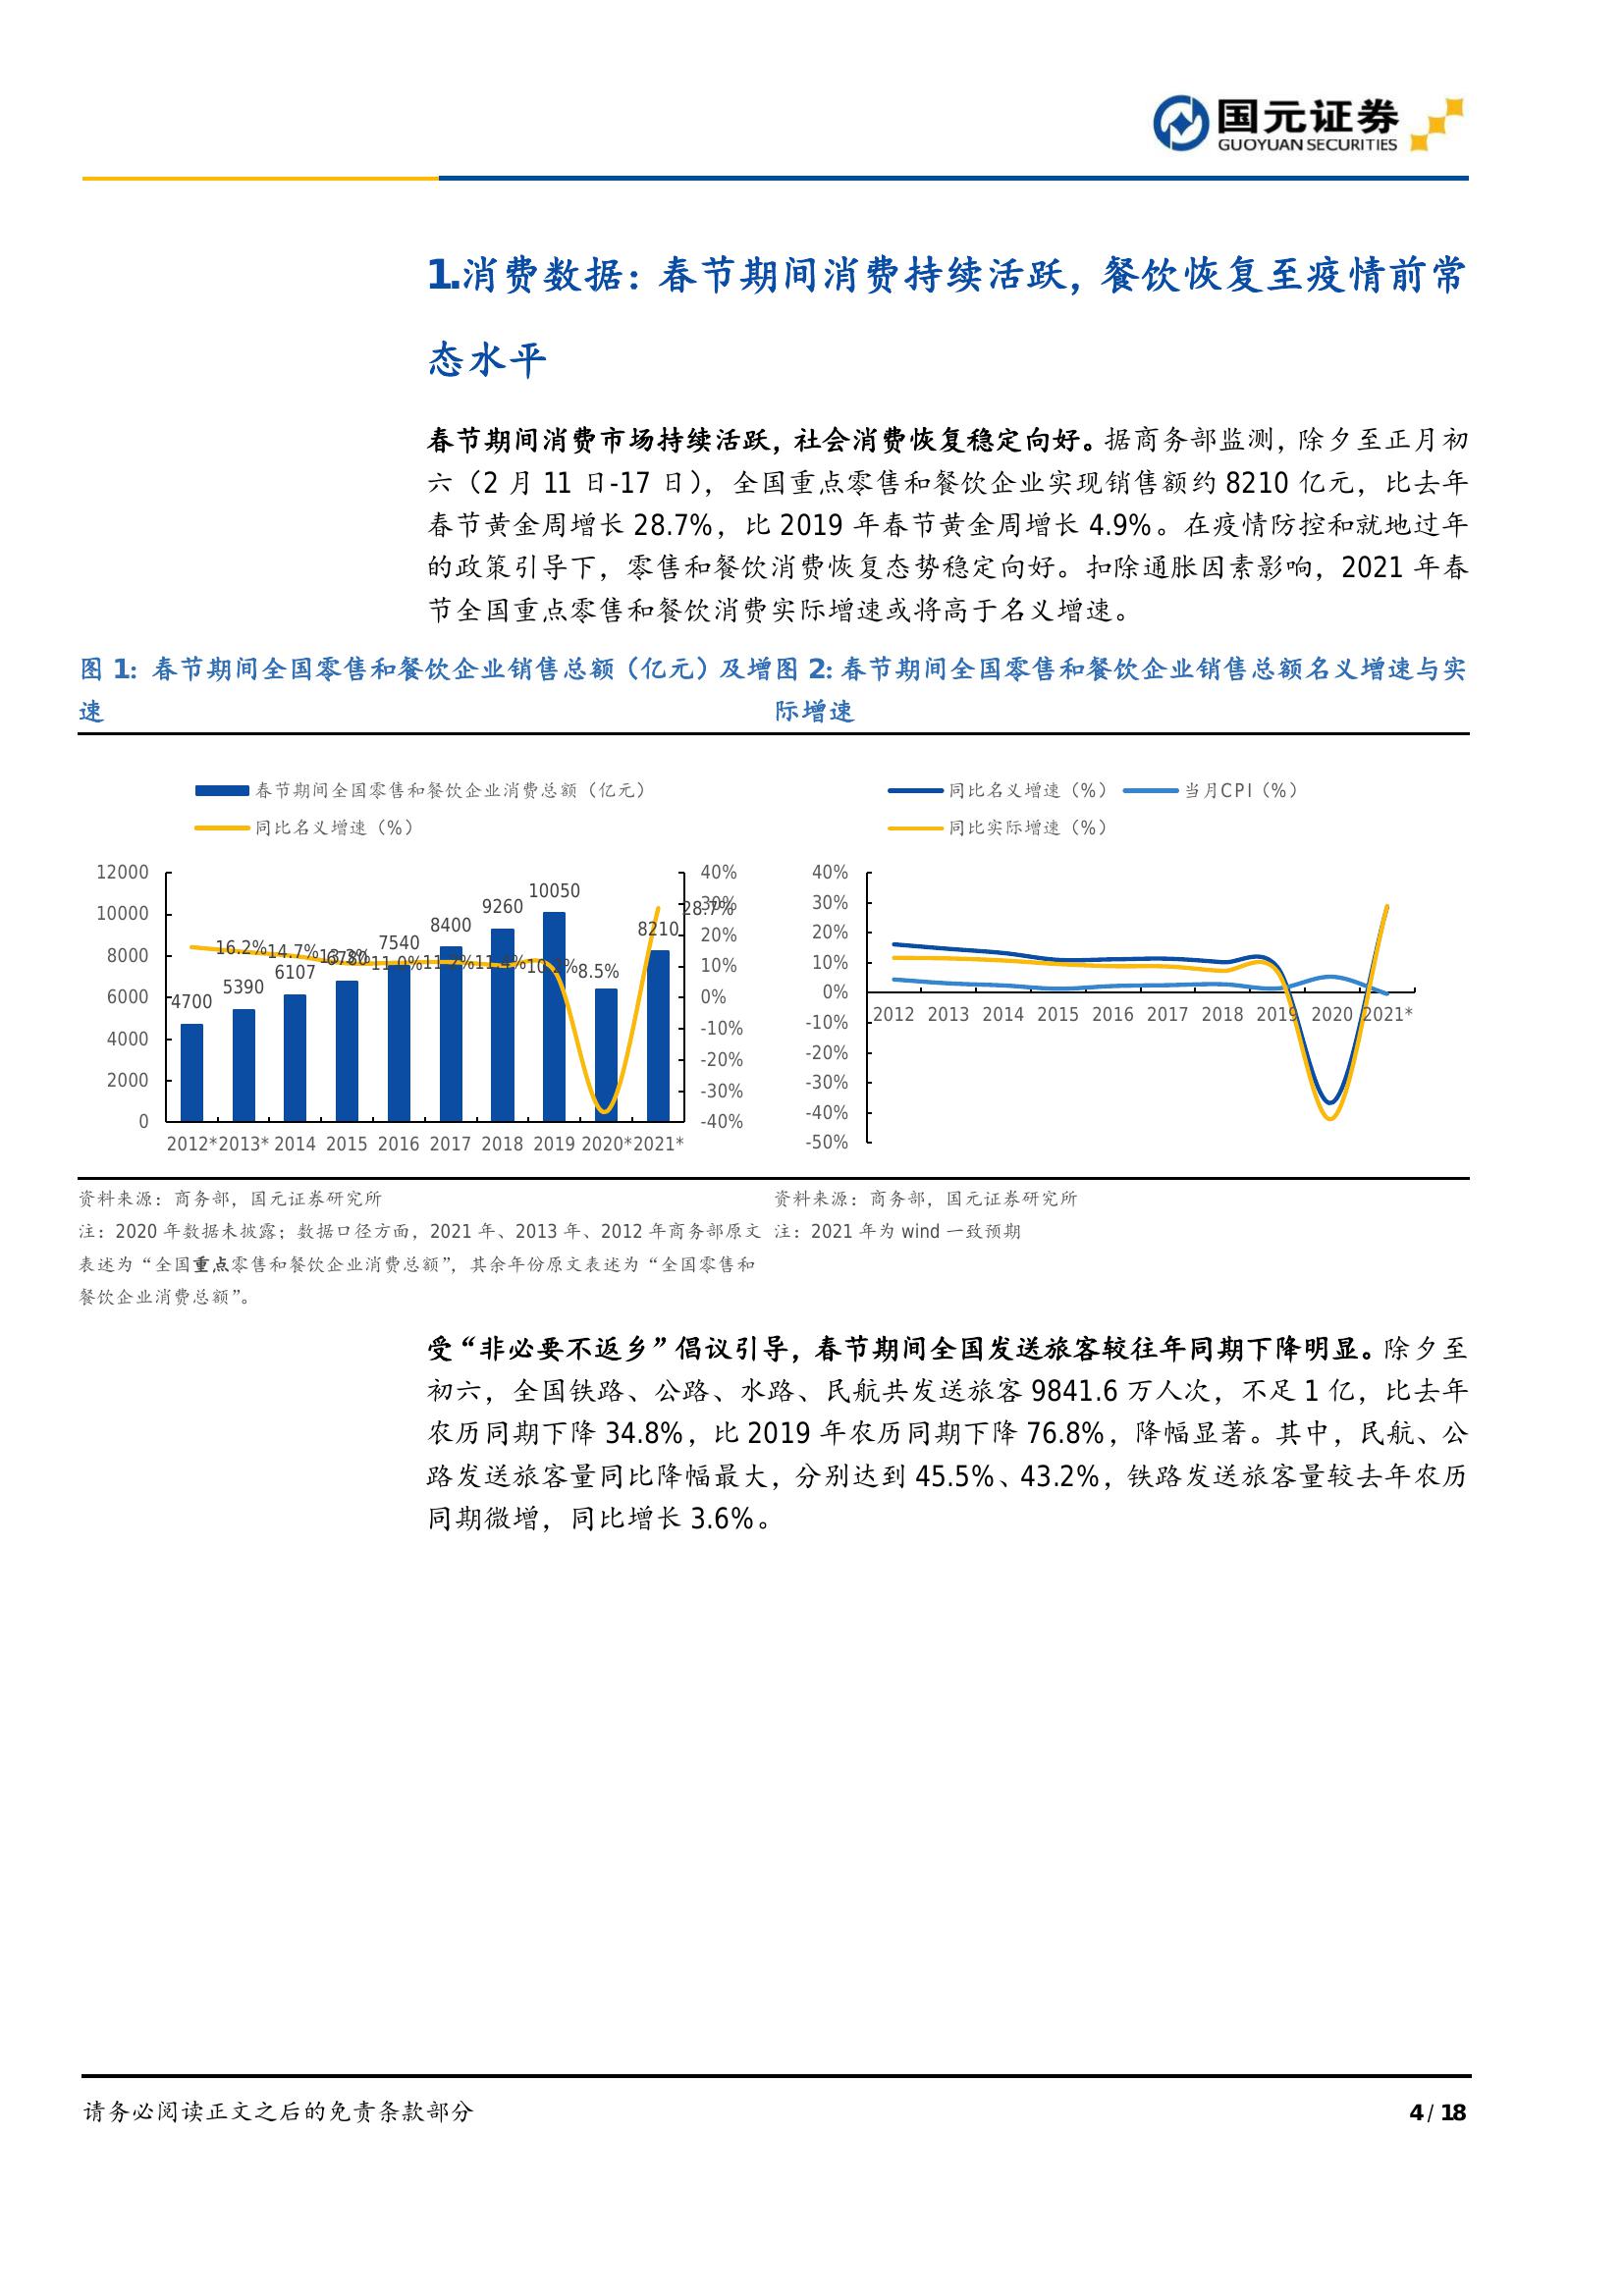 国元证券
GUOYUAN SECURITIES
1.消费数据：春节期间消费持续活跃，餐饮恢复至疫情前常
态水平
春节期间消费市场持续活跃，社会消费恢复稳定向好。据商务部监测，除夕至正月初
六（2 月 11 日-17 日），全国重点零售和餐饮企业实现销售额约 8210 亿元，比去年
春节黄金周增长 28.7%，比 2019 年春节黄金周增长 4.9%。在疫情防控和就地过年
的政策引导下，零售和餐饮消费恢复态势稳定向好。扣除通胀因素影响，2021 年春
节全国重点零售和餐饮消费实际增速或将高于名义增速。
图 1：春节期间全国零售和餐饮企业销售总额（亿元）及增
速
图 2：春节期间全国零售和餐饮企业销售总额名义增速与实
际增速
春节期间全国零售和餐饮企业消费总额（亿元）
同比名义增速（%）
12000
10000
8000
6000
4000
2000
0
4700
5390
6107
6780
7540
8400
9260
10050
8210
16.2%
14.7%
13.3%
11.0%
11.2%
11.4%
10.2%
8.5%
28.7%
40%
30%
20%
10%
0%
-10%
-20%
-30%
-40%
2012* 2013* 2014 2015 2016 2017 2018 2019 2020* 2021*
同比名义增速（%） 当月CPI（%）
同比实际增速（%）
40%
30%
20%
10%
0%
-10%
-20%
-30%
-40%
-50%
2012 2013 2014 2015 2016 2017 2018 2019 2020 2021*
资料来源：商务部，国元证券研究所
注：2020 年数据未披露；数据口径方面，2021 年、2013 年、2012 年商务部原文
表述为“全国重点零售和餐饮企业消费总额”，其余年份原文表述为“全国零售和
餐饮企业消费总额”。
资料来源：商务部，国元证券研究所
注：2021 年为 wind 一致预期
受“非必要不返乡”倡议引导，春节期间全国发送旅客较往年同期下降明显。除夕至
初六，全国铁路、公路、水路、民航共发送旅客 9841.6 万人次，不足 1 亿，比去年
农历同期下降 34.8%，比 2019 年农历同期下降 76.8%，降幅显著。其中，民航、公
路发送旅客量同比降幅最大，分别达到 45.5%、43.2%，铁路发送旅客量较去年农历
同期微增，同比增长 3.6%。
请务必阅读正文之后的免责条款部分
4 / 18